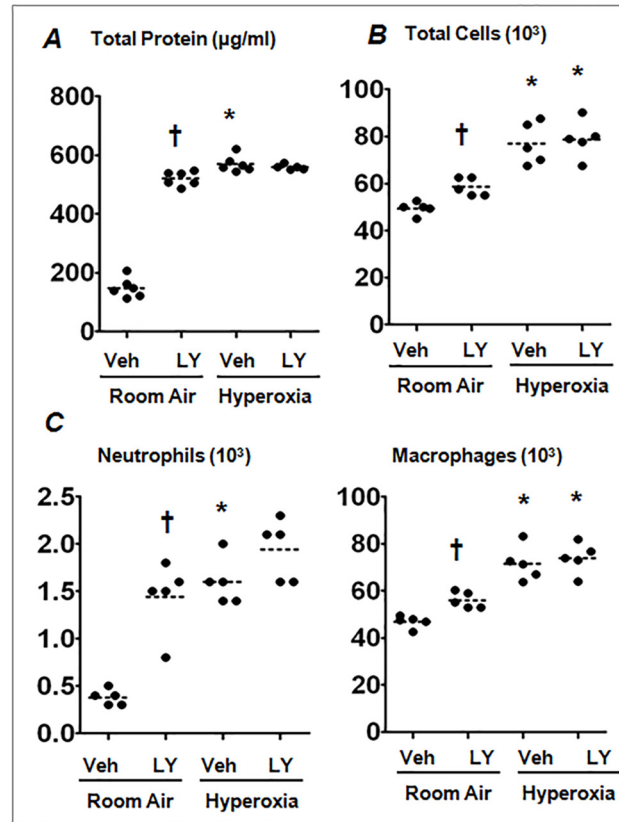 A Total Protein (µg/ml)
800
600
400
200
0
† *
Veh LY Veh LY
Room Air Hyperoxia
B Total Cells (10³)
100
80
60
40
20
0
† * *
Veh LY Veh LY
Room Air Hyperoxia
C
Neutrophils (10³)
2.5
2.0
1.5
1.0
0.5
0.0
† *
Veh LY Veh LY
Room Air Hyperoxia
Macrophages (10³)
100
80
60
40
20
0
† * *
Veh LY Veh LY
Room Air Hyperoxia